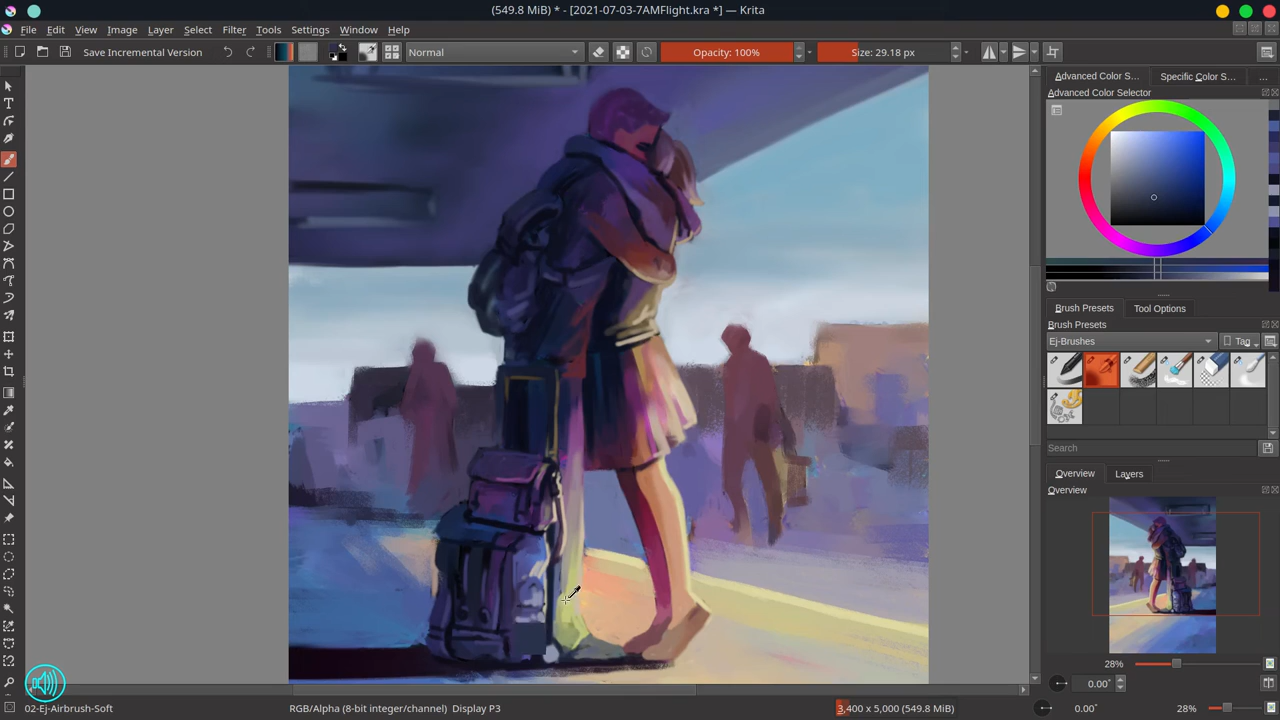 (549.8 MiB) * - [2021-07-03-7AMFlight.kra *] — Krita
File Edit View Image Layer Select Filter Tools Settings Window Help
Save Incremental Version Normal Opacity: 100% Size: 29.18 px
Advanced Color S... Specific Color S... ...
Advanced Color Selector
Brush Presets Tool Options
Brush Presets
Ej-Brushes Tag
Search
Overview Layers
Overview
28%
0.00°
02-Ej-Airbrush-Soft RGB/Alpha (8-bit integer/channel) Display P3 3,400 x 5,000 (549.8 MiB) 0.00° 28%